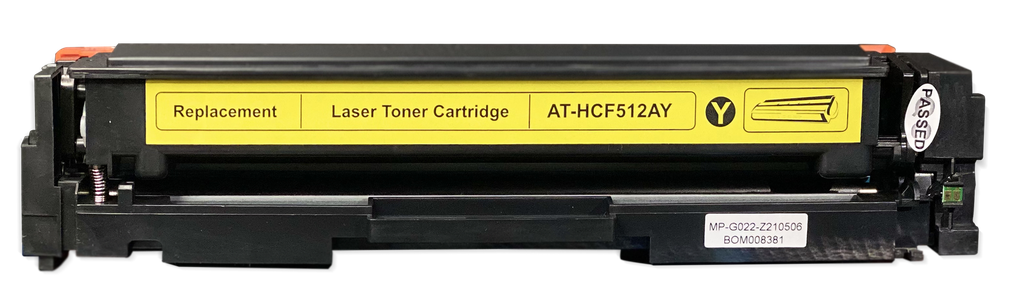 Replacement
Laser Toner Cartridge
AT-HCF512AY
Y
PASSED
MP-G022-Z210506
BOM008381